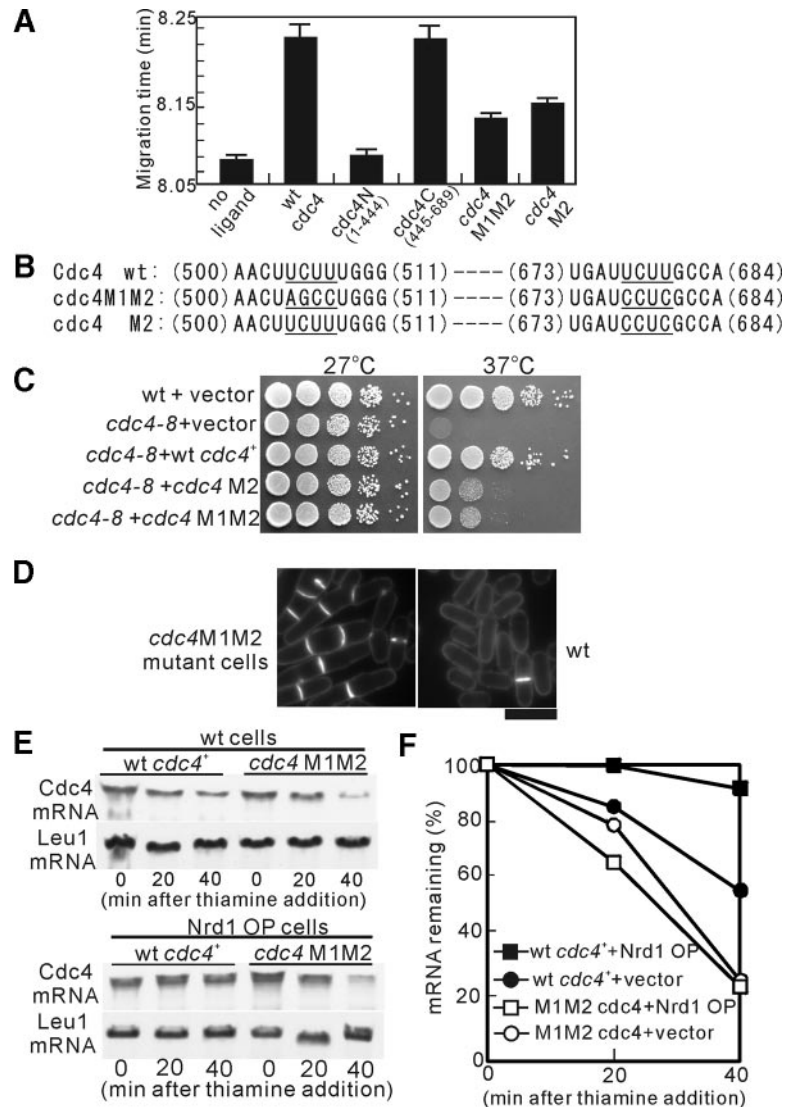 A
Migration time (min)
8.25
8.15
8.05
no ligand
wt cdc4
cdc4N (1-444)
cdc4C (445-689)
cdc4 M1M2
cdc4 M2
B
Cdc4 wt: (500) AACUUCUUUGGG (511) ---- (673) UGAUUCUUGCCA (684)
cdc4M1M2: (500) AACUAGCCUGGG (511) ---- (673) UGAUCCUCGCCA (684)
cdc4 M2: (500) AACUUCUUUGGG (511) ---- (673) UGAUCCUCGCCA (684)
C
27°C 37°C
wt + vector
cdc4-8+vector
cdc4-8+wt cdc4+
cdc4-8 +cdc4 M2
cdc4-8 +cdc4 M1M2
D
cdc4M1M2
mutant cells
wt
E
wt cells
wt cdc4+ cdc4 M1M2
Cdc4
mRNA
Leu1
mRNA
0 20 40 0 20 40
(min after thiamine addition)
Nrd1 OP cells
wt cdc4+ cdc4 M1M2
Cdc4
mRNA
Leu1
mRNA
0 20 40 0 20 40
(min after thiamine addition)
F
mRNA remaining (%)
100
80
60
40
20
0
wt cdc4++Nrd1 OP
wt cdc4++vector
M1M2 cdc4+Nrd1 OP
M1M2 cdc4+vector
0 20 40
(min after thiamine addition)